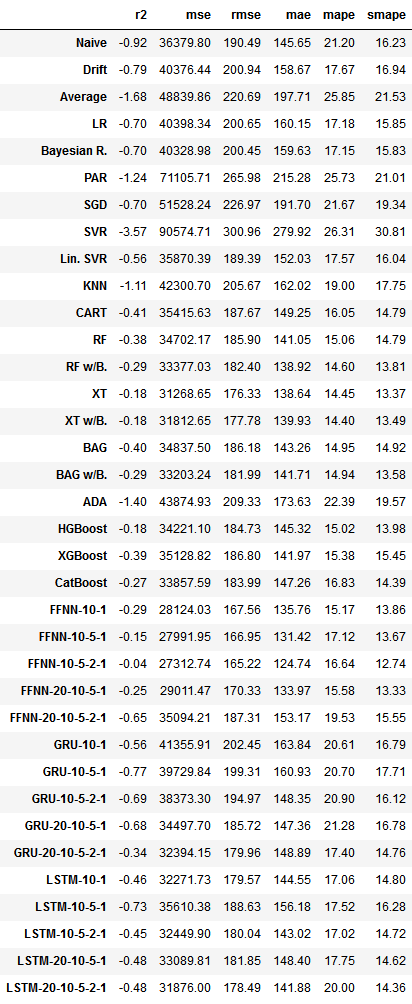 r2 mse rmse mae mape smape
Naive -0.92 36379.80 190.49 145.65 21.20 16.23
Drift -0.79 40376.44 200.94 158.67 17.67 16.94
Average -1.68 48839.86 220.69 197.71 25.85 21.53
LR -0.70 40398.34 200.65 160.15 17.18 15.85
Bayesian R. -0.70 40328.98 200.45 159.63 17.15 15.83
PAR -1.24 71105.71 265.98 215.28 25.73 21.01
SGD -0.70 51528.24 226.97 191.70 21.67 19.34
SVR -3.57 90574.71 300.96 279.92 26.31 30.81
Lin. SVR -0.56 35870.39 189.39 152.03 17.57 16.04
KNN -1.11 42300.70 205.67 162.02 19.00 17.75
CART -0.41 35415.63 187.67 149.25 16.05 14.79
RF -0.38 34702.17 185.90 141.05 15.06 14.79
RF w/B. -0.29 33377.03 182.40 138.92 14.60 13.81
XT -0.18 31268.65 176.33 138.64 14.45 13.37
XT w/B. -0.18 31812.65 177.78 139.93 14.40 13.49
BAG -0.40 34837.50 186.18 143.26 14.95 14.92
BAG w/B. -0.29 33203.24 181.99 141.71 14.94 13.58
ADA -1.40 43874.93 209.33 173.63 22.39 19.57
HGBoost -0.18 34221.10 184.73 145.32 15.02 13.98
XGBoost -0.39 35128.82 186.80 141.97 15.38 15.45
CatBoost -0.27 33857.59 183.99 147.26 16.83 14.39
FFNN-10-1 -0.29 28124.03 167.56 135.76 15.17 13.86
FFNN-10-5-1 -0.15 27991.95 166.95 131.42 17.12 13.67
FFNN-10-5-2-1 -0.04 27312.74 165.22 124.74 16.64 12.74
FFNN-20-10-5-1 -0.25 29011.47 170.33 133.97 15.58 13.33
FFNN-20-10-5-2-1 -0.65 35094.21 187.31 153.17 19.53 15.55
GRU-10-1 -0.56 41355.91 202.45 163.84 20.61 16.79
GRU-10-5-1 -0.77 39729.84 199.31 160.93 20.70 17.71
GRU-10-5-2-1 -0.69 38373.30 194.97 148.35 20.90 16.12
GRU-20-10-5-1 -0.68 34497.70 185.72 147.36 21.28 16.78
GRU-20-10-5-2-1 -0.34 32394.15 179.96 148.89 17.40 14.76
LSTM-10-1 -0.46 32271.73 179.57 144.55 17.06 14.80
LSTM-10-5-1 -0.73 35610.38 188.63 156.18 17.52 16.28
LSTM-10-5-2-1 -0.45 32449.90 180.04 143.02 17.02 14.72
LSTM-20-10-5-1 -0.48 33089.81 181.85 148.40 17.75 14.62
LSTM-20-10-5-2-1 -0.48 31876.00 178.49 141.88 20.00 14.36